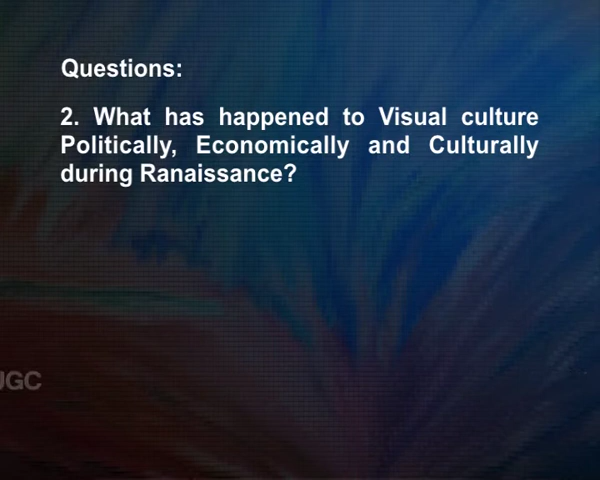 Questions:
2. What has happened to Visual culture
Politically, Economically and Culturally
during Ranaissance?
UGC